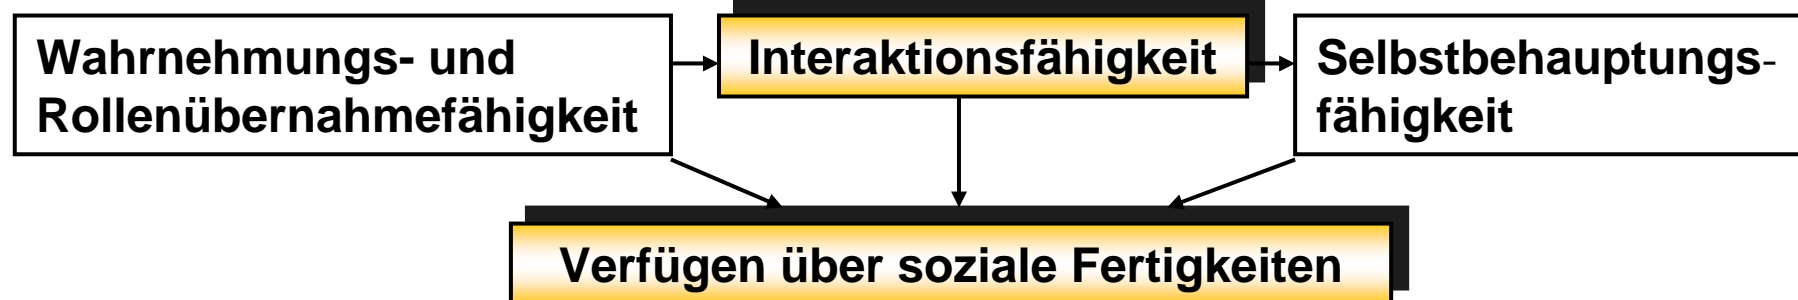 Wahrnehmungs- und
Rollenübernahmefähigkeit
Interaktionsfähigkeit
Selbstbehauptungs-
fähigkeit
Verfügen über soziale Fertigkeiten